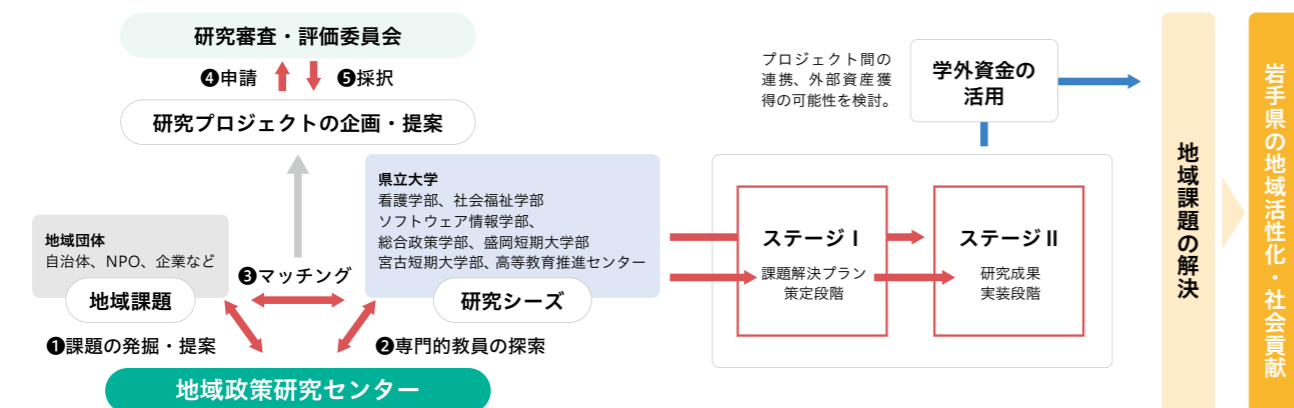 研究審査・評価委員会
❹申請
❺採択
研究プロジェクトの企画・提案
地域団体
自治体、NPO、企業など
地域課題
❸マッチング
県立大学
看護学部、社会福祉学部
ソフトウェア情報学部、
総合政策学部、盛岡短期大学部
宮古短期大学部、高等教育推進センター
研究シーズ
❶課題の発掘・提案
❷専門的教員の探索
地域政策研究センター
プロジェクト間の
連携、外部資産獲
得の可能性を検討。
学外資金の
活用
ステージⅠ
課題解決プラン
策定段階
ステージⅡ
研究成果
実装段階
地域課題の解決
岩手県の地域活性化・社会貢献